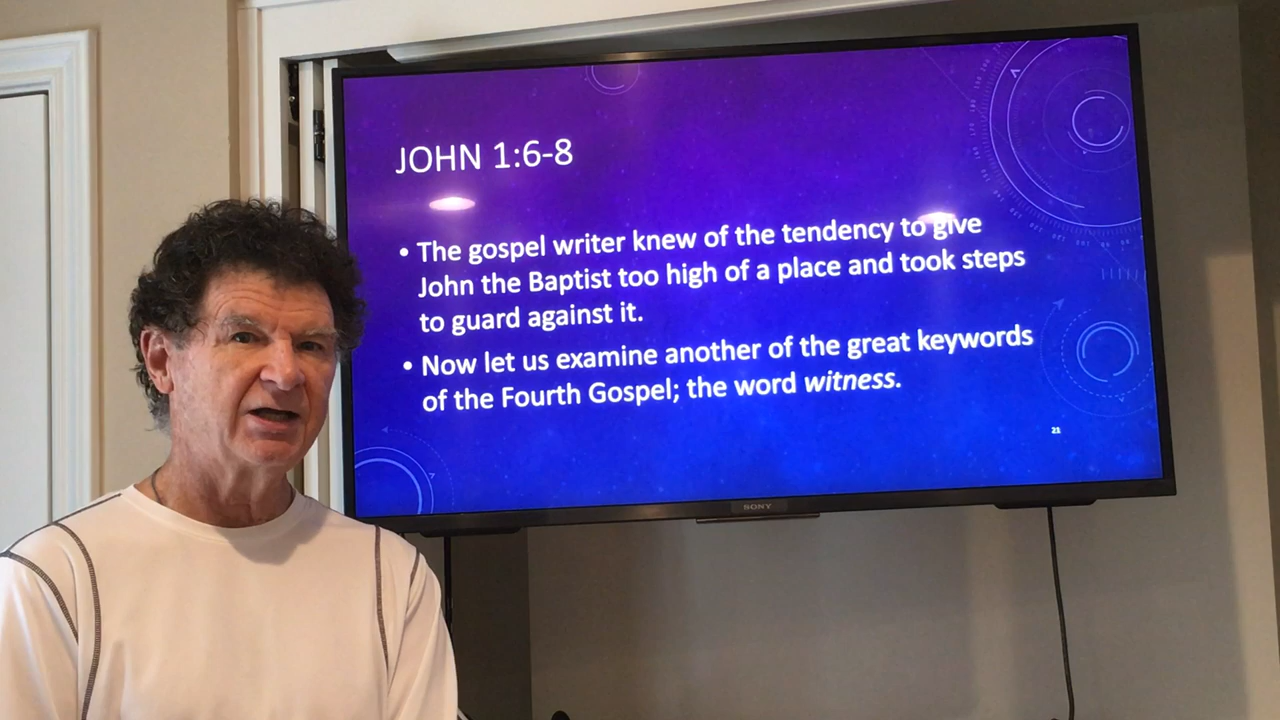 JOHN 1:6-8
• The gospel writer knew of the tendency to give
John the Baptist too high of a place and took steps
to guard against it.
• Now let us examine another of the great keywords
of the Fourth Gospel; the word witness.
21
SONY